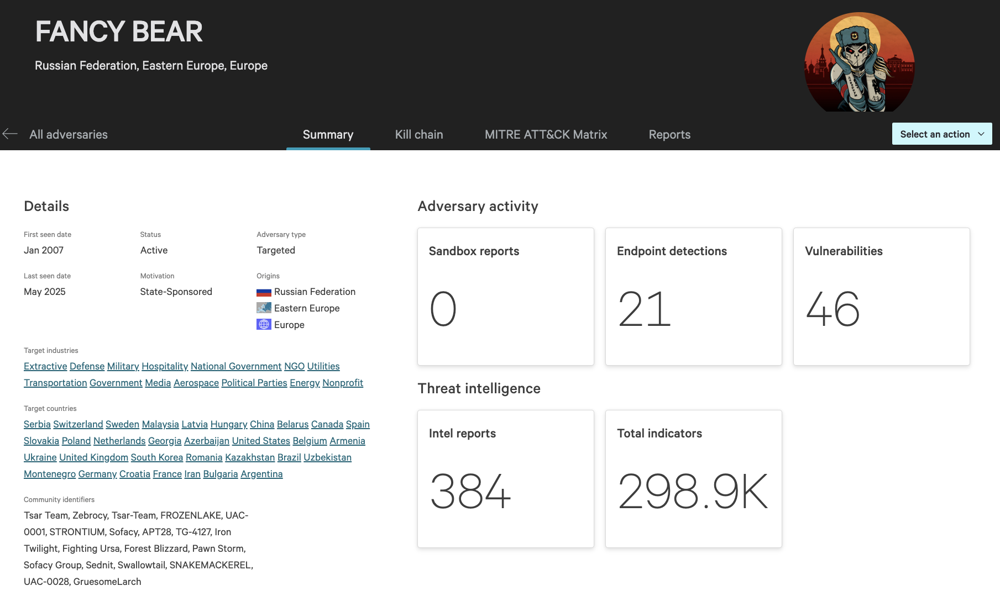 FANCY BEAR
Russian Federation, Eastern Europe, Europe
All adversaries
Summary
Kill chain
MITRE ATT&CK Matrix
Reports
Select an action
Details
First seen date
Jan 2007
Status
Active
Adversary type
Targeted
Last seen date
May 2025
Motivation
State-Sponsored
Origins
Russian Federation
Eastern Europe
Europe
Target industries
Extractive Defense Military Hospitality National Government NGO Utilities
Transportation Government Media Aerospace Political Parties Energy Nonprofit
Target countries
Serbia Switzerland Sweden Malaysia Latvia Hungary China Belarus Canada Spain
Slovakia Poland Netherlands Georgia Azerbaijan United States Belgium Armenia
Ukraine United Kingdom South Korea Romania Kazakhstan Brazil Uzbekistan
Montenegro Germany Croatia France Iran Bulgaria Argentina
Community identifiers
Tsar Team, Zebrocy, Tsar-Team, FROZENLAKE, UAC-
0001, STRONTIUM, Sofacy, APT28, TG-4127, Iron
Twilight, Fighting Ursa, Forest Blizzard, Pawn Storm,
Sofacy Group, Sednit, Swallowtail, SNAKEMACKEREL,
UAC-0028, GruesomeLarch
Adversary activity
Sandbox reports
0
Endpoint detections
21
Vulnerabilities
46
Threat intelligence
Intel reports
384
Total indicators
298.9K